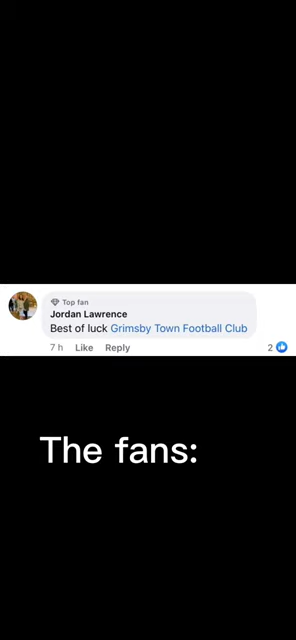 Top fan
Jordan Lawrence
Best of luck Grimsby Town Football Club
7 h Like Reply 2
The fans: